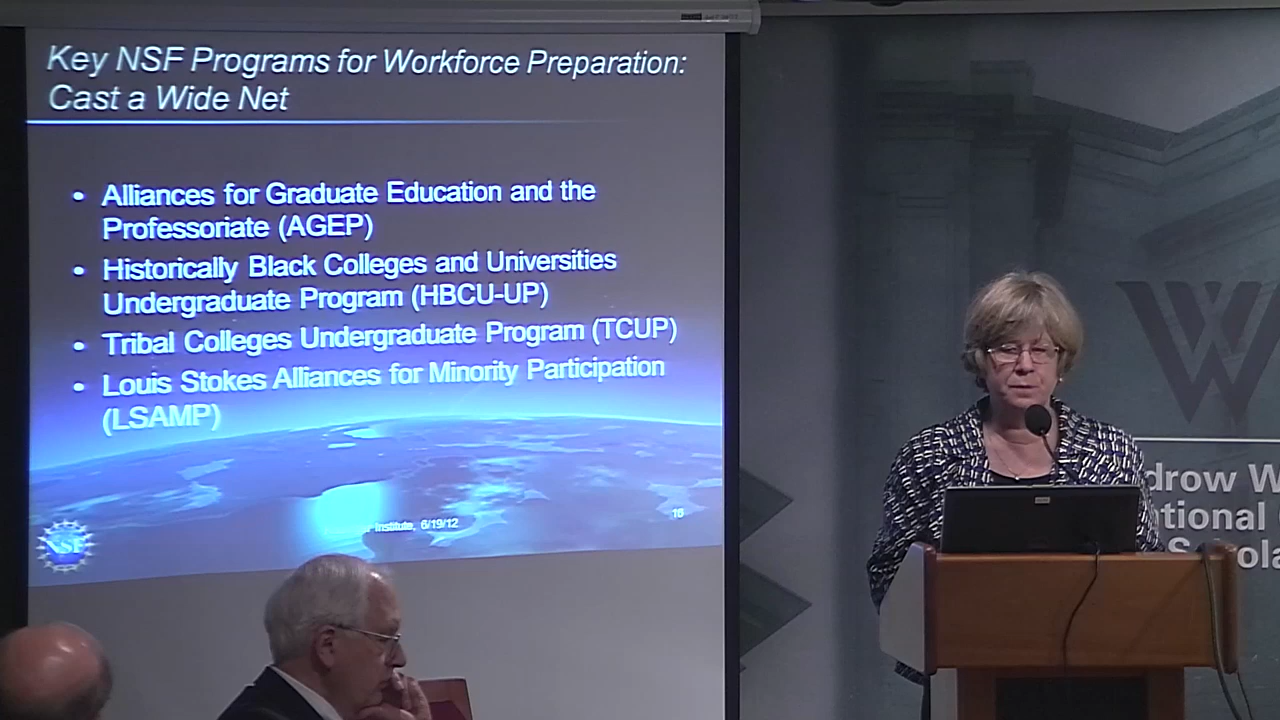 Key NSF Programs for Workforce Preparation:
Cast a Wide Net
• Alliances for Graduate Education and the
Professoriate (AGEP)
• Historically Black Colleges and Universities
Undergraduate Program (HBCU-UP)
• Tribal Colleges Undergraduate Program (TCUP)
• Louis Stokes Alliances for Minority Participation
(LSAMP)
Institute, 6/19/12
16
NSF
W
drow W
tional
Schola